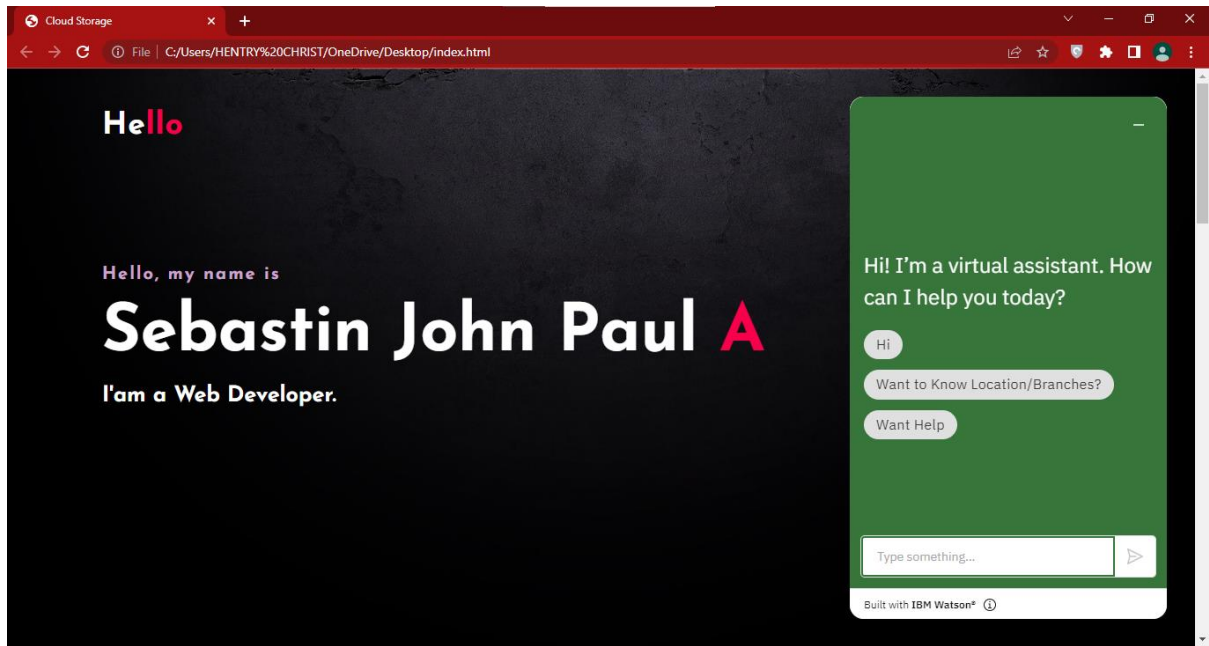 Cloud Storage
File | C:/Users/HENTRY%20CHRIST/OneDrive/Desktop/index.html
Hello
Hello, my name is
Sebastin John Paul A
I'am a Web Developer.
Hi! I’m a virtual assistant. How
can I help you today?
Hi
Want to Know Location/Branches?
Want Help
Type something...
Built with IBM Watson®